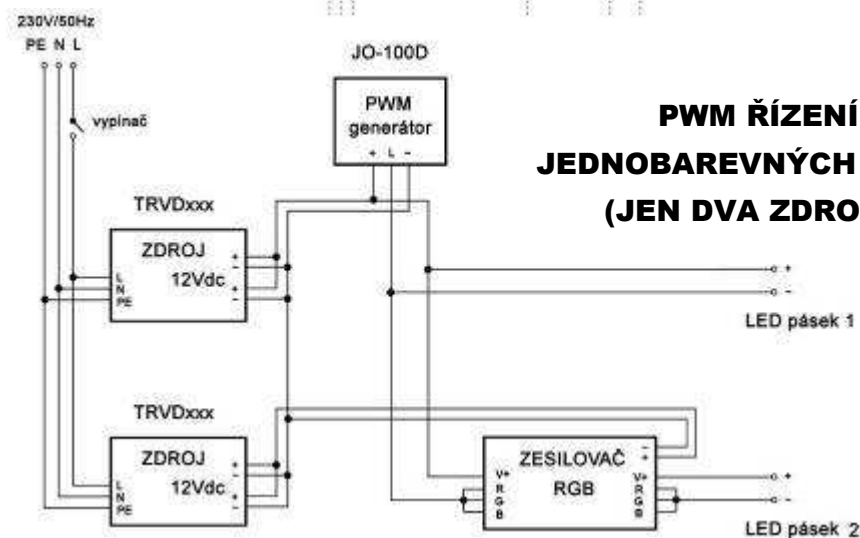 230V/50Hz
PE N L
vypínač
JO-100D
PWM
generátor
+ L -
PWM ŘÍZENÍ
JEDNOBAREVNÝCH
(JEN DVA ZDRO
TRVDxxx
ZDROJ
12Vdc
L
N
PE
+
-
+
-
+
-
LED pásek 1
TRVDxxx
ZDROJ
12Vdc
L
N
PE
+
-
+
-
ZESILOVAČ
RGB
-
+
V+
R
G
B
V+
R
G
B
+
-
LED pásek 2